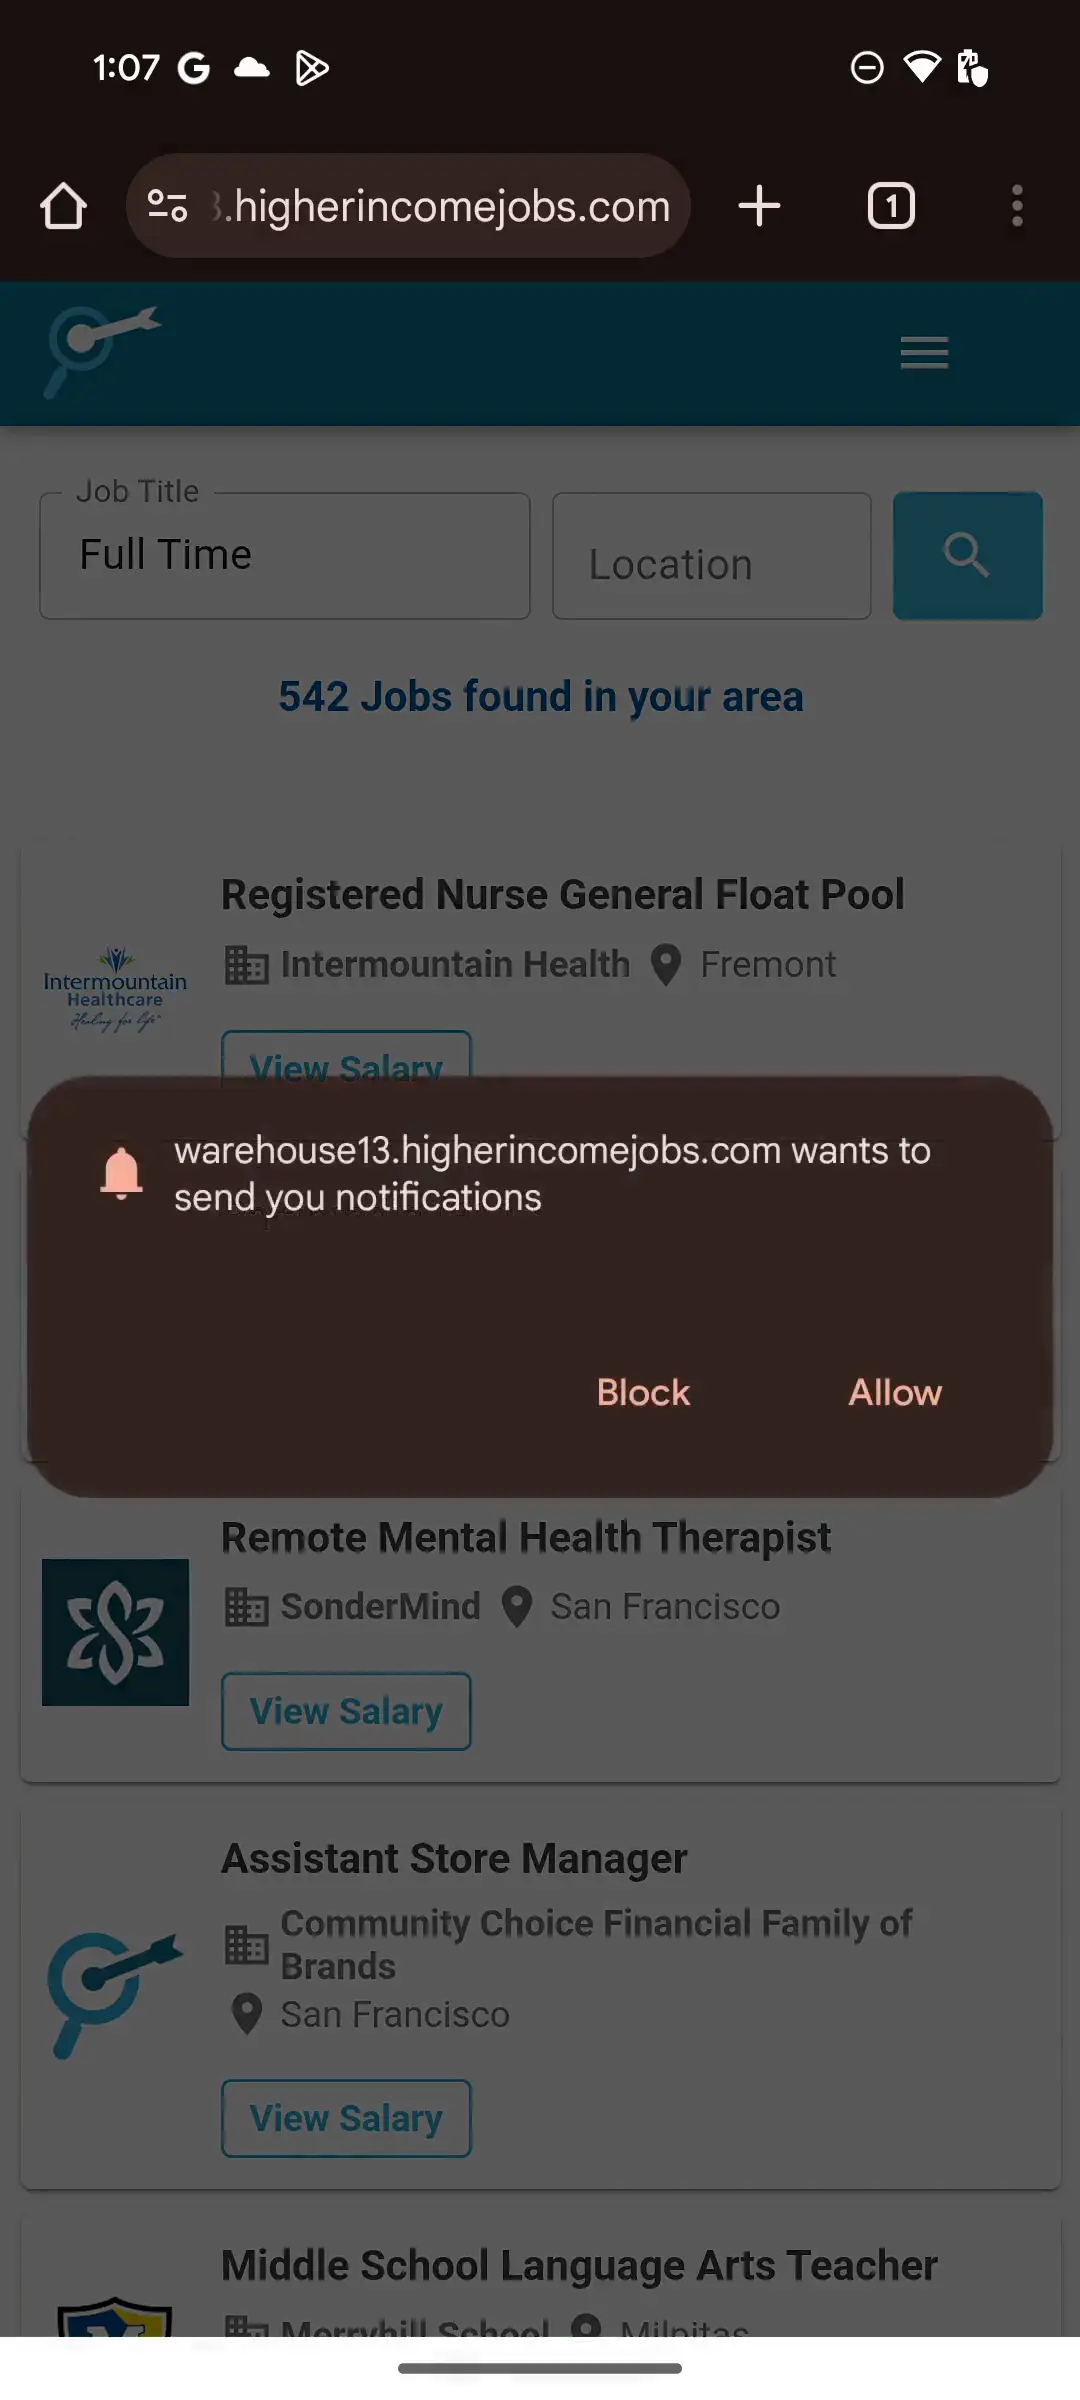 1:07
.higherincomejobs.com
1
Job Title
Full Time
Location
542 Jobs found in your area
Registered Nurse General Float Pool
Intermountain Health Fremont
Intermountain
Healthcare
Healing for life
View Salary
warehouse13.higherincomejobs.com wants to
send you notifications
Block Allow
Remote Mental Health Therapist
SonderMind San Francisco
View Salary
Assistant Store Manager
Community Choice Financial Family of
Brands
San Francisco
View Salary
Middle School Language Arts Teacher
Merryhill School Milpitas